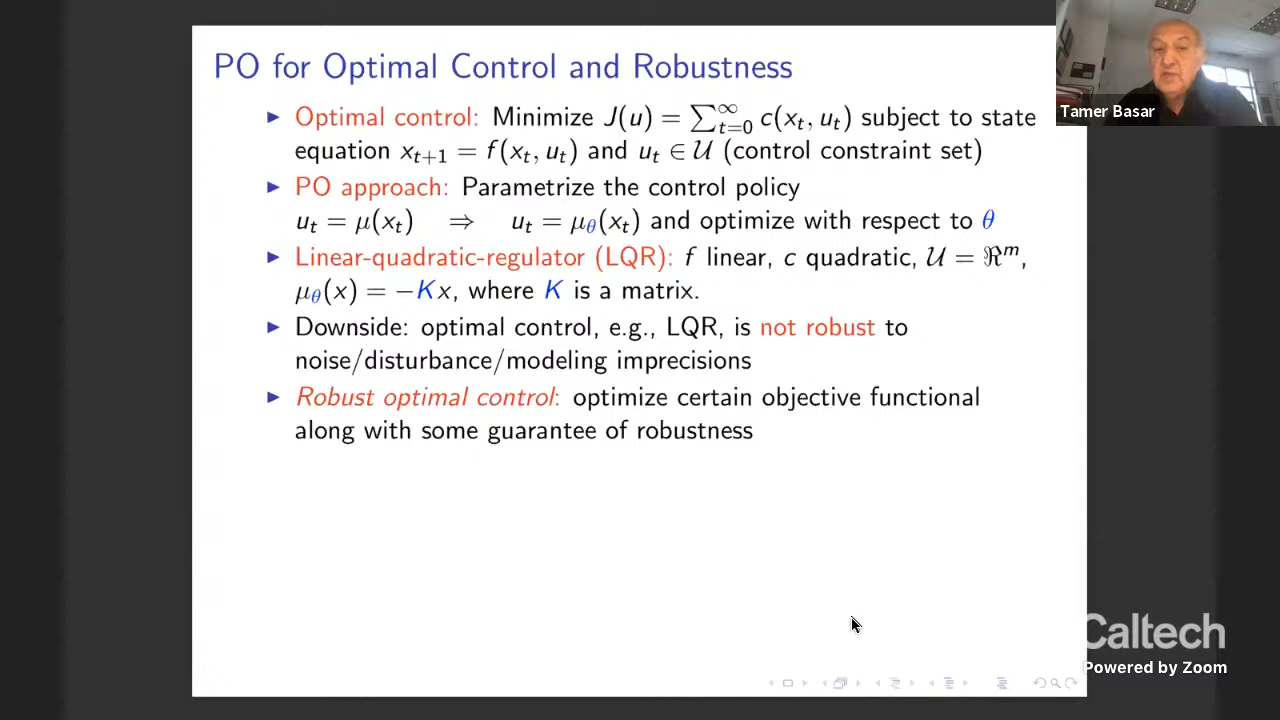 PO for Optimal Control and Robustness
Tamer Basar
▶ Optimal control: Minimize J(u) = ∑_{t=0}^{∞} c(x_t, u_t) subject to state
equation x_{t+1} = f(x_t, u_t) and u_t ∈ 𝒰 (control constraint set)
▶ PO approach: Parametrize the control policy
u_t = μ(x_t) ⇒ u_t = μ_θ(x_t) and optimize with respect to θ
▶ Linear-quadratic-regulator (LQR): f linear, c quadratic, 𝒰 = ℜ^m,
μ_θ(x) = −Kx, where K is a matrix.
▶ Downside: optimal control, e.g., LQR, is not robust to
noise/disturbance/modeling imprecisions
▶ Robust optimal control: optimize certain objective functional
along with some guarantee of robustness
Caltech
Powered by Zoom